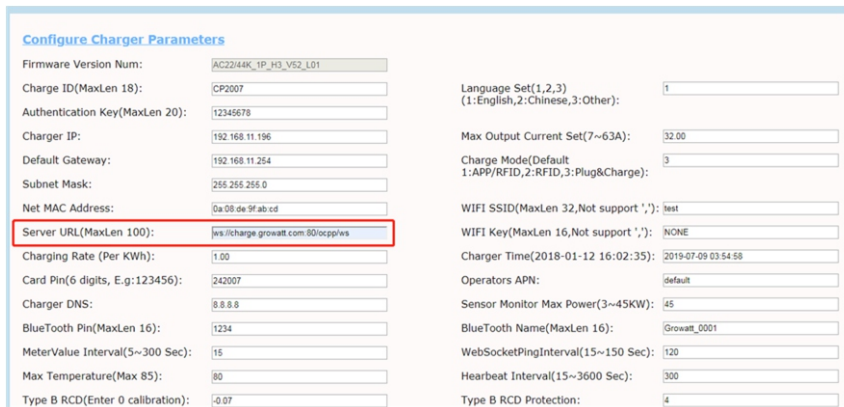 Configure Charger Parameters
Firmware Version Num: AC22/44K_1P_H3_V52_L01
Charge ID(MaxLen 18): CP2007
Language Set(1,2,3) 1
(1:English,2:Chinese,3:Other):
Authentication Key(MaxLen 20): 12345678
Charger IP: 192.168.11.196
Max Output Current Set(7~63A): 32.00
Default Gateway: 192.168.11.254
Charge Mode(Default 3
1:APP/RFID,2:RFID,3:Plug&Charge):
Subnet Mask: 255.255.255.0
Net MAC Address: 0a:08:de:9f:ab:cd
WIFI SSID(MaxLen 32,Not support ','): test
Server URL(MaxLen 100): ws://charge.growatt.com:80/ocpp/ws
WIFI Key(MaxLen 16,Not support ','): NONE
Charging Rate (Per KWh): 1.00
Charger Time(2018-01-12 16:02:35): 2019-07-09 03:54:58
Card Pin(6 digits, E.g:123456): 242007
Operators APN: default
Charger DNS: 8.8.8.8
Sensor Monitor Max Power(3~45KW): 45
BlueTooth Pin(MaxLen 16): 1234
BlueTooth Name(MaxLen 16): Growatt_0001
MeterValue Interval(5~300 Sec): 15
WebSocketPingInterval(15~150 Sec): 120
Max Temperature(Max 85): 80
Hearbeat Interval(15~3600 Sec): 300
Type B RCD(Enter 0 calibration): -0.07
Type B RCD Protection: 4